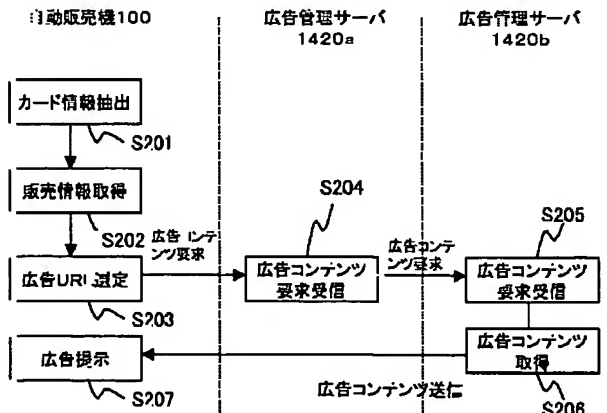 自動販売機100
広告管理サーバ
1420a
広告管理サーバ
1420b
カード情報抽出
S201
販売情報取得
S202
広告コンテンツ要求
広告URL選定
S203
S204
広告コンテンツ
要求受信
広告コンテ
ンツ要求
S205
広告コンテンツ
要求受信
広告コンテンツ
取得
S206
広告提示
S207
広告コンテンツ送信